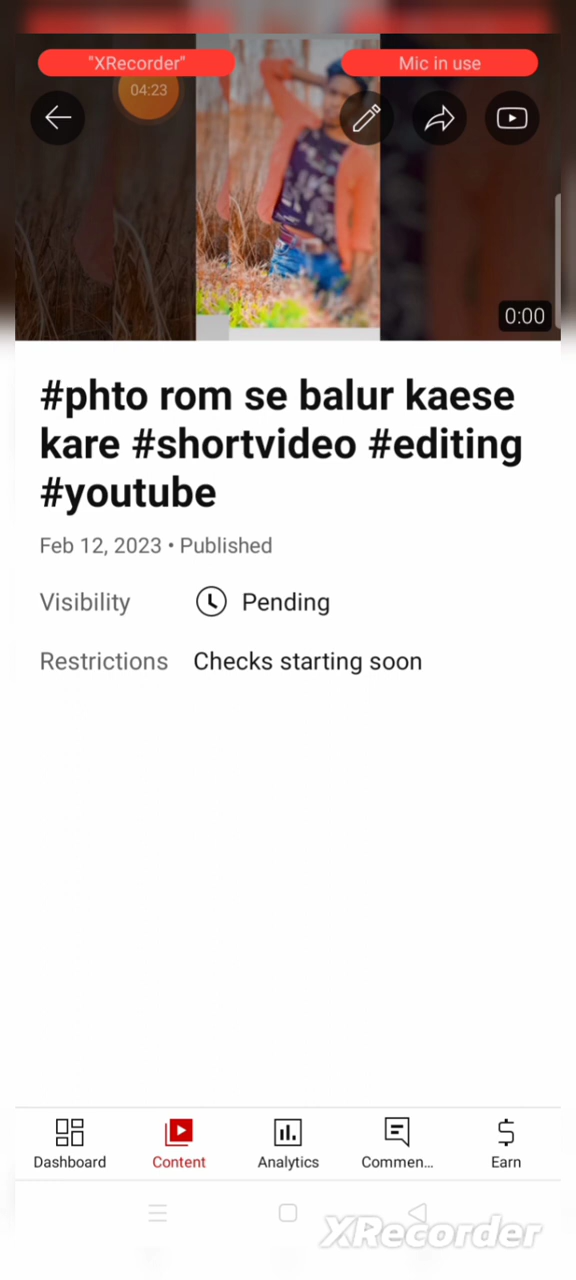 "XRecorder"
Mic in use
04:23
0:00
#phto rom se balur kaese
kare #shortvideo #editing
#youtube
Feb 12, 2023 • Published
Visibility Pending
Restrictions Checks starting soon
Dashboard Content Analytics Commen... Earn
XRecorder